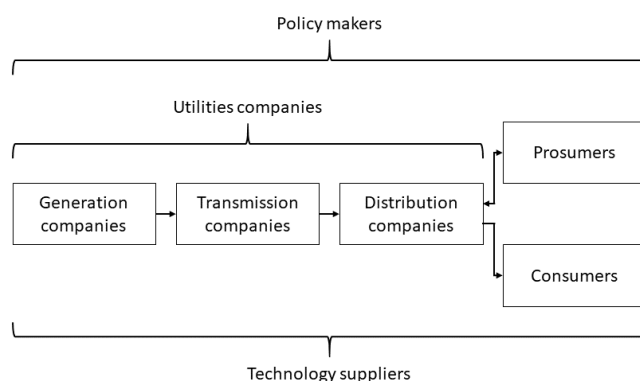 Policy makers
Utilities companies
Prosumers
Generation
companies
Transmission
companies
Distribution
companies
Consumers
Technology suppliers